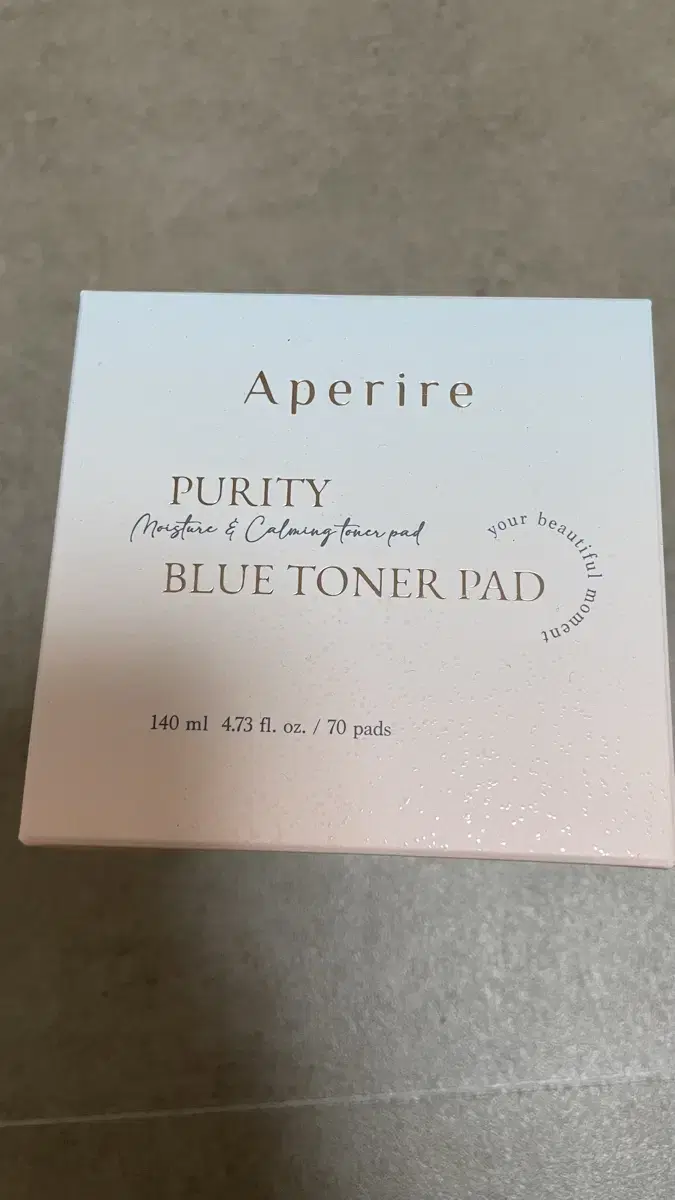 Aperire
PURITY
Moisture & Calming toner pad
BLUE TONER PAD
your beautiful moment
140 ml 4.73 fl. oz. / 70 pads